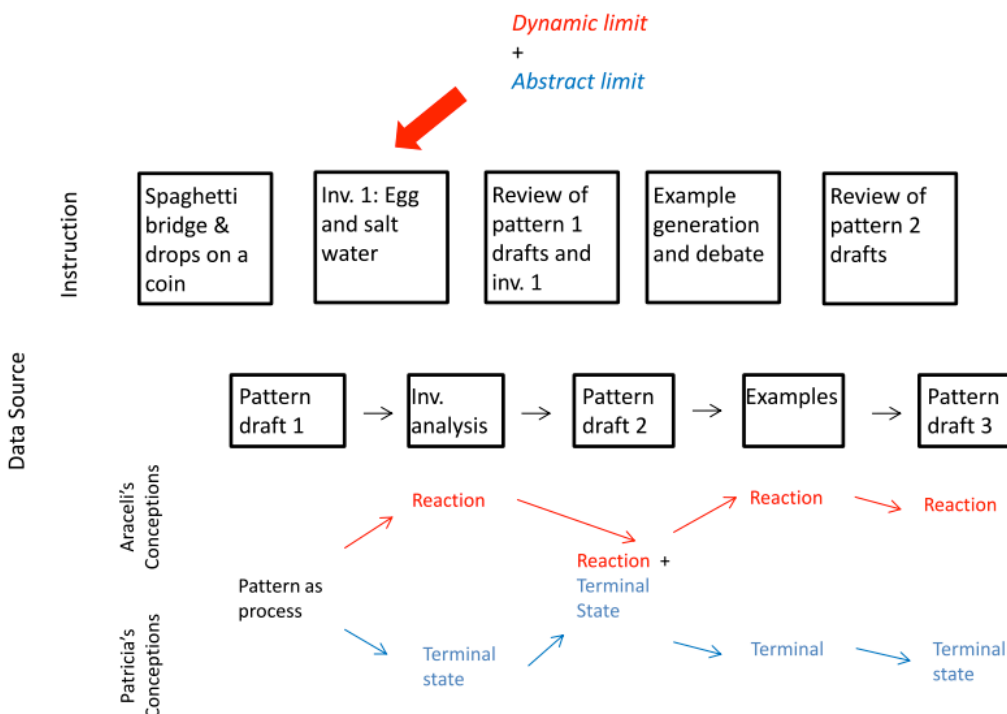 Dynamic limit
+
Abstract limit
Instruction
Spaghetti
bridge &
drops on a
coin
Inv. 1: Egg
and salt
water
Review of
pattern 1
drafts and
inv. 1
Example
generation
and debate
Review of
pattern 2
drafts
Data Source
Pattern
draft 1
Inv.
analysis
Pattern
draft 2
Examples
Pattern
draft 3
Araceli's
Conceptions
Reaction
Reaction
Reaction
Pattern as
process
Reaction +
Terminal
State
Patricia's
Conceptions
Terminal
state
Terminal
Terminal
state